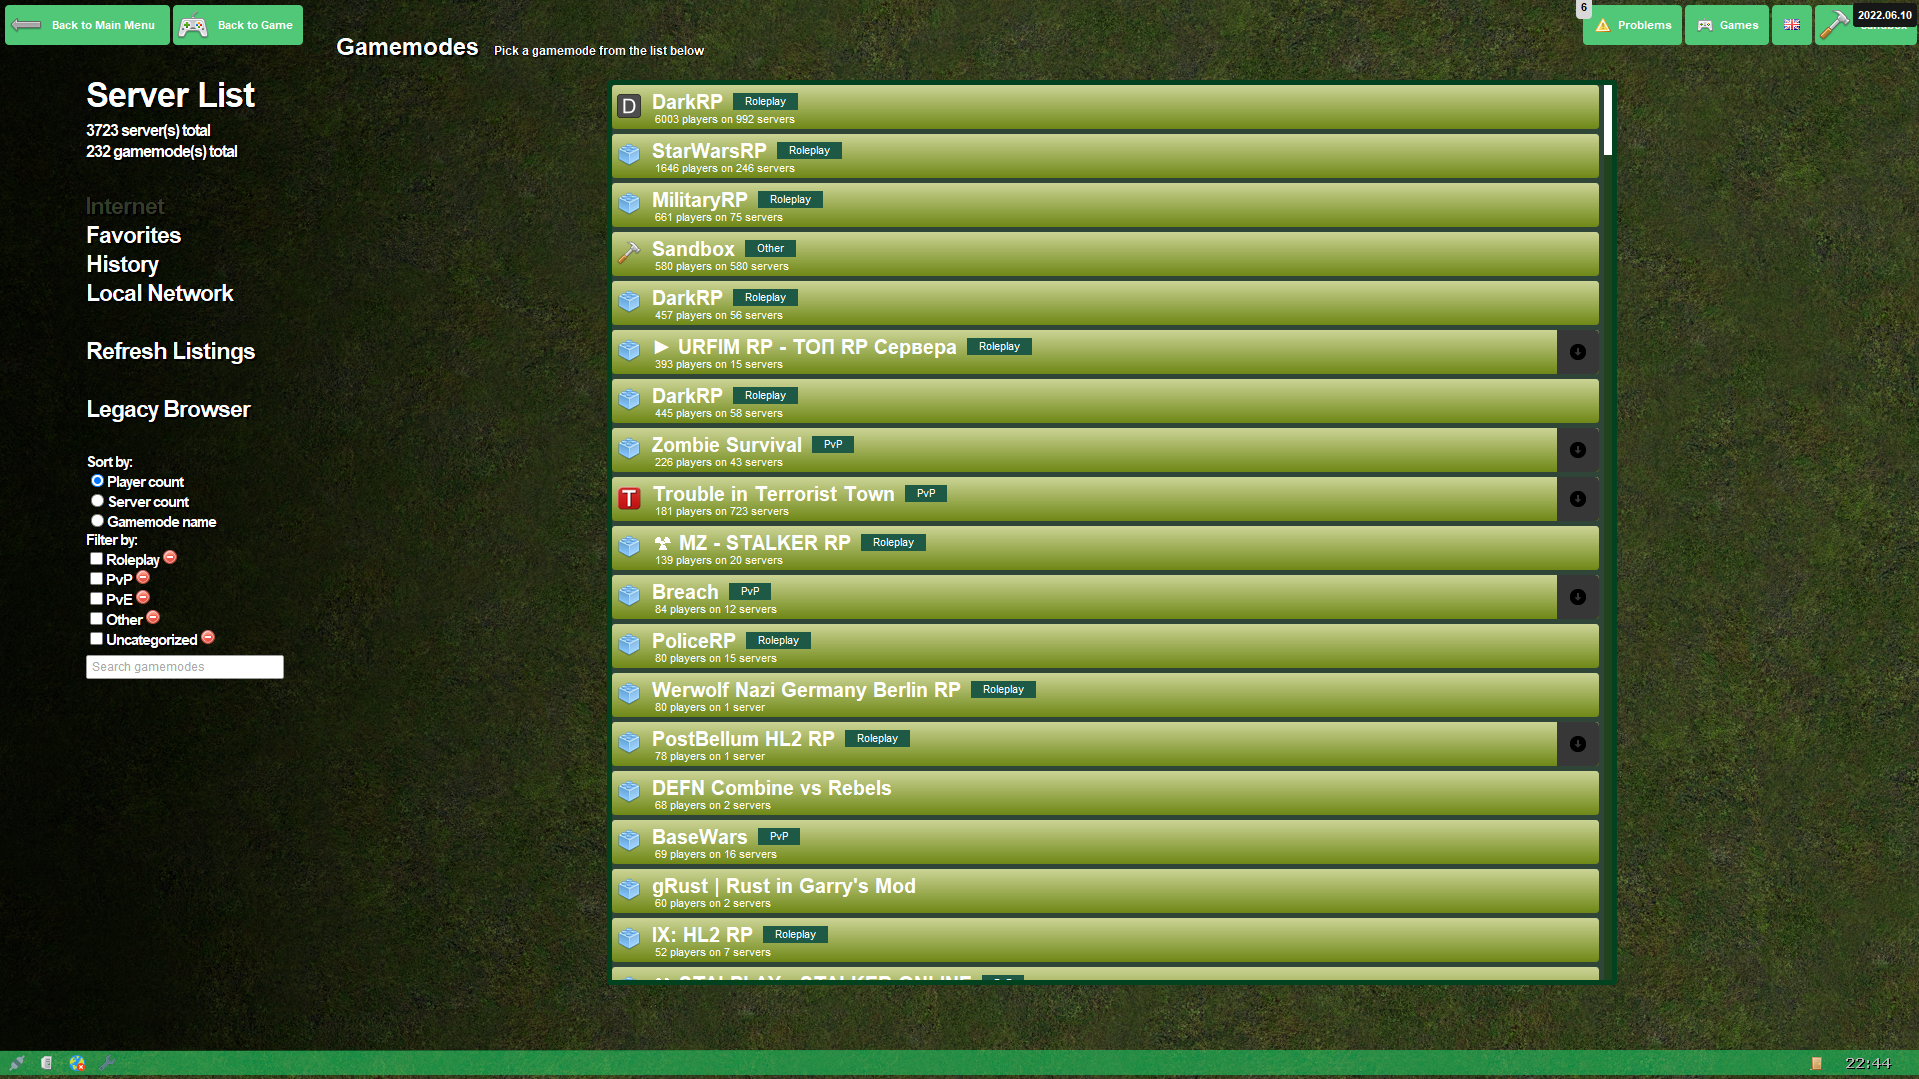 Back to Main Menu
Back to Game
Gamemodes Pick a gamemode from the list below
6
Problems
Games
2022.06.10
Server List
3723 server(s) total
232 gamemode(s) total
Internet
Favorites
History
Local Network
Refresh Listings
Legacy Browser
Sort by:
Player count
Server count
Gamemode name
Filter by:
Roleplay
PvP
PvE
Other
Uncategorized
Search gamemodes
D
DarkRP Roleplay
6003 players on 992 servers
StarWarsRP Roleplay
1646 players on 246 servers
MilitaryRP Roleplay
661 players on 75 servers
Sandbox Other
580 players on 580 servers
DarkRP Roleplay
457 players on 56 servers
► URFIM RP - ТОП RP Сервера Roleplay
393 players on 15 servers
DarkRP Roleplay
445 players on 58 servers
Zombie Survival PvP
226 players on 43 servers
T
Trouble in Terrorist Town PvP
181 players on 723 servers
☢ MZ - STALKER RP Roleplay
139 players on 20 servers
Breach PvP
84 players on 12 servers
PoliceRP Roleplay
80 players on 15 servers
Werwolf Nazi Germany Berlin RP Roleplay
80 players on 1 server
PostBellum HL2 RP Roleplay
78 players on 1 server
DEFN Combine vs Rebels
68 players on 2 servers
BaseWars PvP
69 players on 16 servers
gRust | Rust in Garry's Mod
60 players on 2 servers
IX: HL2 RP Roleplay
52 players on 7 servers
STALPLAY - STALKER ONLINE
22:44